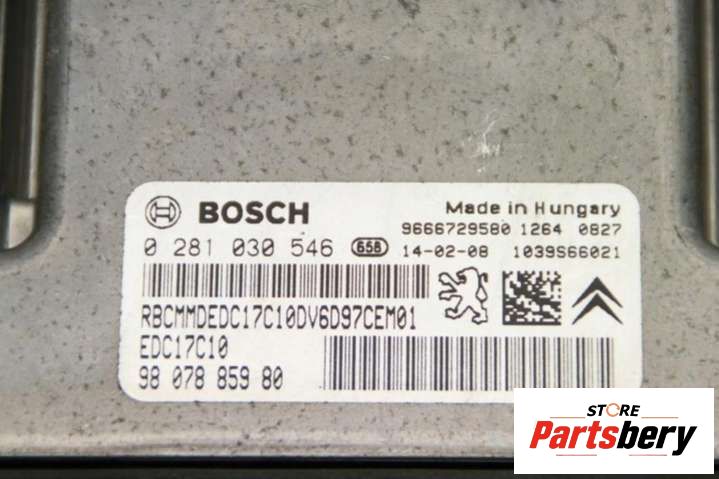 BOSCH Made in Hungary
9666729580 1264 0827
0 281 030 546 658 14-02-08 1039S66021
RBCMMDEDC17C10DV6D97CEM01
EDC17C10
98 078 859 80
STORE
Partsbery